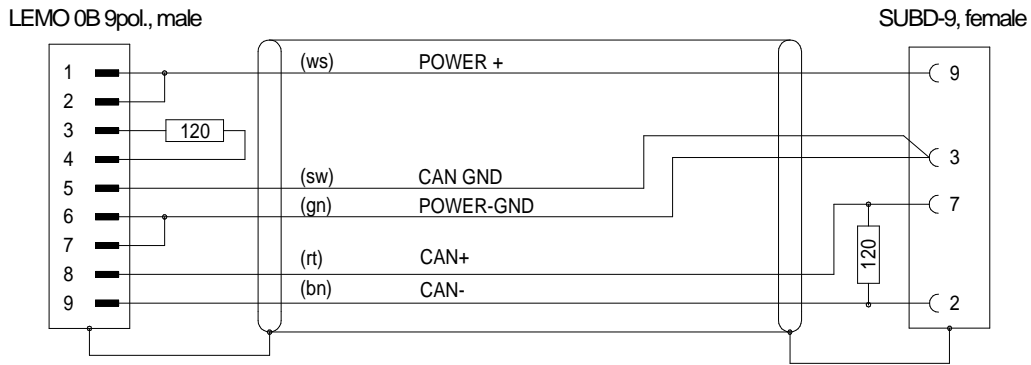 LEMO 0B 9pol., male
SUBD-9, female
1 (ws) POWER + 9
2
3 120
4 3
5 (sw) CAN GND
6 (gn) POWER-GND 7
7
8 (rt) CAN+ 120
9 (bn) CAN- 2